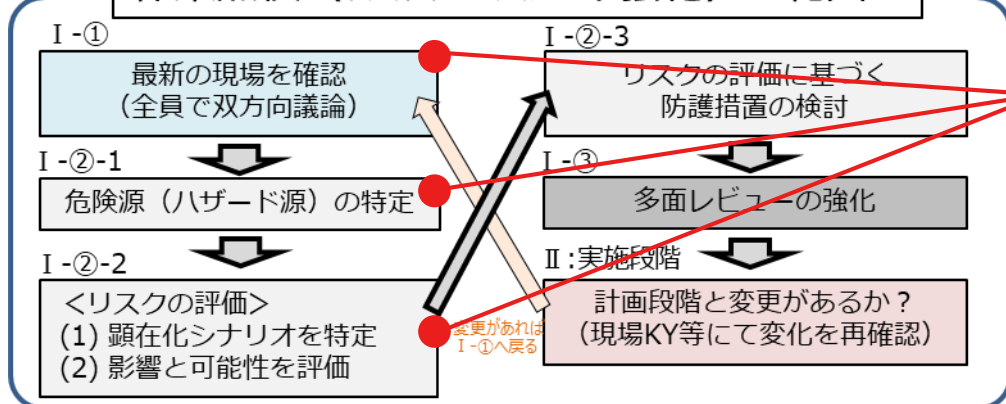 Ⅰ-①
最新の現場を確認
（全員で双方向議論）
Ⅰ-②-1
危険源（ハザード源）の特定
Ⅰ-②-2
＜リスクの評価＞
(1) 顕在化シナリオを特定
(2) 影響と可能性を評価
Ⅰ-②-3
リスクの評価に基づく
防護措置の検討
Ⅰ-③
多面レビューの強化
Ⅱ:実施段階
計画段階と変更があるか？
（現場KY等にて変化を再確認）
変更があれば
Ⅰ-①へ戻る